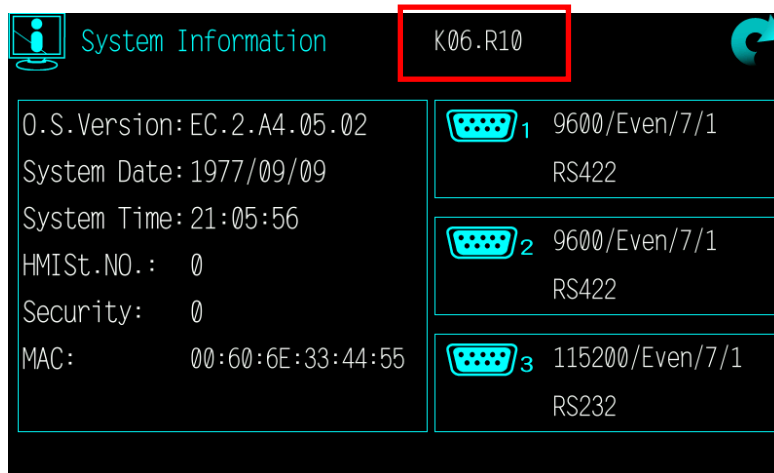 System Information K06.R10
O.S.Version: EC.2.A4.05.02
System Date: 1977/09/09
System Time: 21:05:56
HMISt.NO.: 0
Security: 0
MAC: 00:60:6E:33:44:55
1 9600/Even/7/1
RS422
2 9600/Even/7/1
RS422
3 115200/Even/7/1
RS232